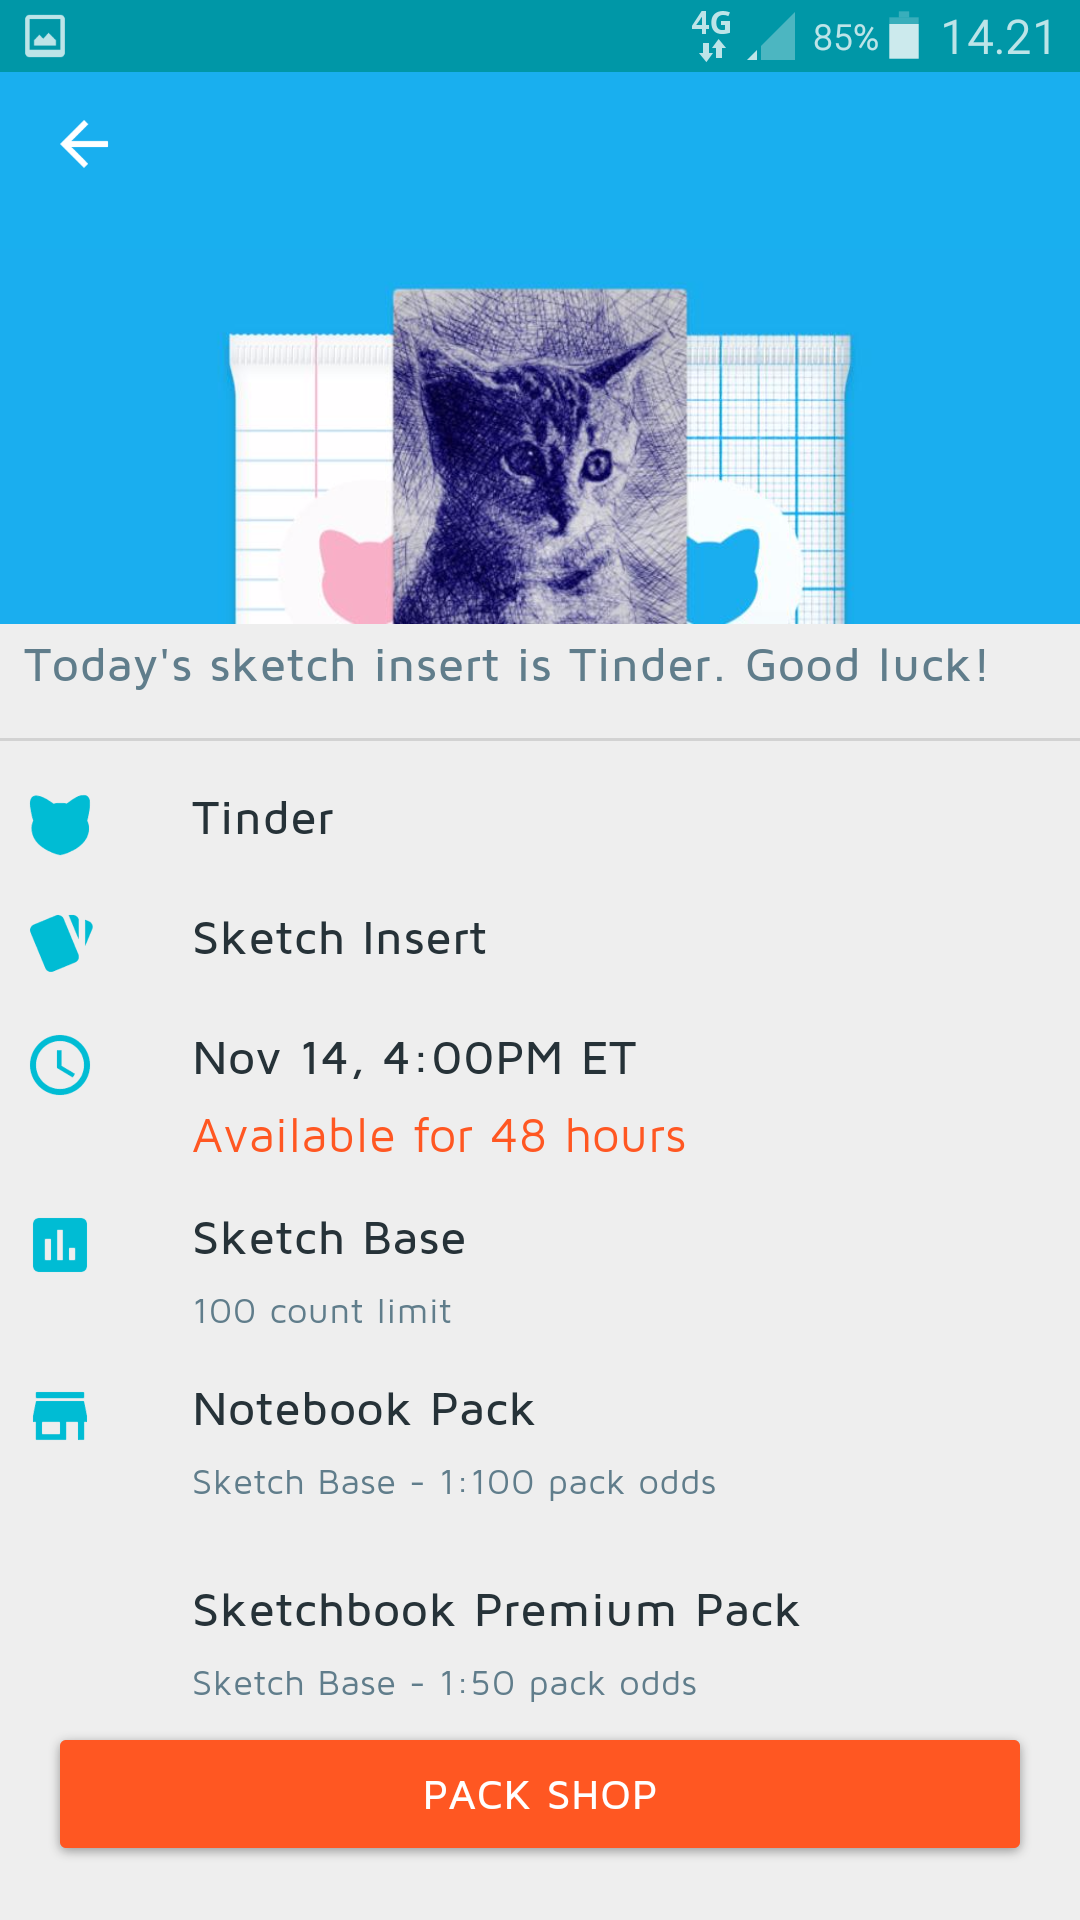 4G 85% 14.21
Today's sketch insert is Tinder. Good luck!
Tinder
Sketch Insert
Nov 14, 4:00PM ET
Available for 48 hours
Sketch Base
100 count limit
Notebook Pack
Sketch Base - 1:100 pack odds
Sketchbook Premium Pack
Sketch Base - 1:50 pack odds
PACK SHOP